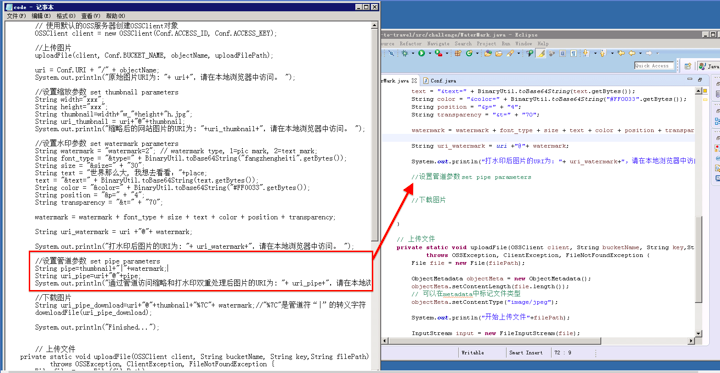 code - 记事本
文件(F) 编辑(E) 格式(O) 查看(V) 帮助(H)
// 使用默认的OSS服务器创建OSSClient对象
OSSClient client = new OSSClient(Conf.ACCESS_ID, Conf.ACCESS_KEY);
//上传图片
uploadFile(client, Conf.BUCKET_NAME, objectName, uploadFilePath);
uri = Conf.URI + "/"+ objectName;
System.out.println("原始图片URI为: "+ uri+", 请在本地浏览器中访问。 ");
//设置缩放参数 set thumbnail parameters
String width="xxx";
String height="xxx";
String thumbnail=width+"w_"+height+"h.jpg";
String uri_thumbnail = uri+"@"+thumbnail;
System.out.println("缩略后的网站图片的URI为: "+uri_thumbnail+", 请在本地浏览器中访问。 ");
//设置水印参数 set watermark parameters
String watermark = "watermark=2"; // watermark type, 1=pic mark, 2=text_mark
String font_type = "&type=" + BinaryUtil.toBase64String("fangzhengheiti".getBytes());
String size = "&size=" + "30";
String text = "世界那么大, 我想去看看: "+place;
text = "&text=" + BinaryUtil.toBase64String(text.getBytes());
String color = "&color=" + BinaryUtil.toBase64String("#FF0033".getBytes());
String position = "&p=" + "4";
String transparency = "&t=" + "70";
watermark = watermark + font_type + size + text + color + position + transparency;
String uri_watermark = uri +"@"+ watermark;
System.out.println("打水印后图片的URI为: "+ uri_watermark+", 请在本地浏览器中访问。 ");
//设置管道参数 set pipe parameters
String pipe=thumbnail+"|"+watermark;
String uri_pipe=uri+"@"+pipe;
System.out.println("通过管道访问缩略和打水印双重处理后图片的URI为: "+ uri_pipe+", 请在本地浏
//下载图片
String uri_pipe_download=uri+"@"+thumbnail+"%7C"+ watermark;//"%7C"是管道符 "|" 的转义字符
downloadFile(uri_pipe_download);
System.out.println("Finished...");
// 上传文件
private static void uploadFile(OSSClient client, String bucketName, String key,String filePath)
throws OSSException, ClientException, FileNotFoundException {
-to-travel/src/challenge/WaterMark.java - Eclipse
Source Refactor Navigate Search Project Run Window Help
Quick Access
Java
rMark.java
Conf.java
text = "&text=" + BinaryUtil.toBase64String(text.getBytes());
String color = "&color=" + BinaryUtil.toBase64String("#FF0033".getBytes());
String position = "&p=" + "4";
String transparency = "&t=" + "70";
watermark = watermark + font_type + size + text + color + position + transpar
String uri_watermark = uri +"@"+ watermark;
System.out.println("打水印后图片的URI为: "+ uri_watermark+", 请在本地浏览器中访
//设置管道参数 set pipe parameters
//下载图片
}
// 上传文件
private static void uploadFile(OSSClient client, String bucketName, String key,St
throws OSSException, ClientException, FileNotFoundException {
File file = new File(filePath);
ObjectMetadata objectMeta = new ObjectMetadata();
objectMeta.setContentLength(file.length());
// 可以在metadata中标记文件类型
objectMeta.setContentType("image/jpeg");
System.out.println("开始上传文件"+filePath);
InputStream input = new FileInputStream(file);
Writable
Smart Insert
72 : 9